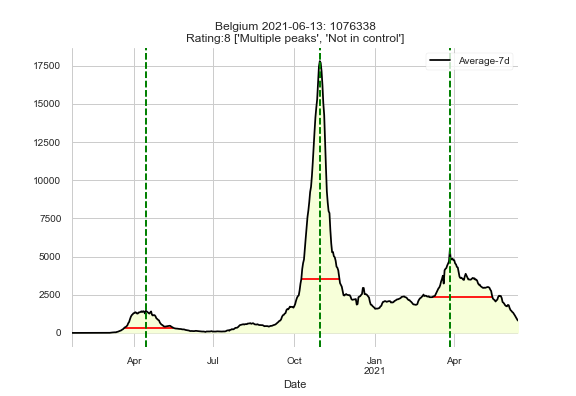 Belgium 2021-06-13: 1076338
Rating:8 ['Multiple peaks', 'Not in control']
Average-7d
17500
15000
12500
10000
7500
5000
2500
0
Apr Jul Oct Jan Apr
2021
Date